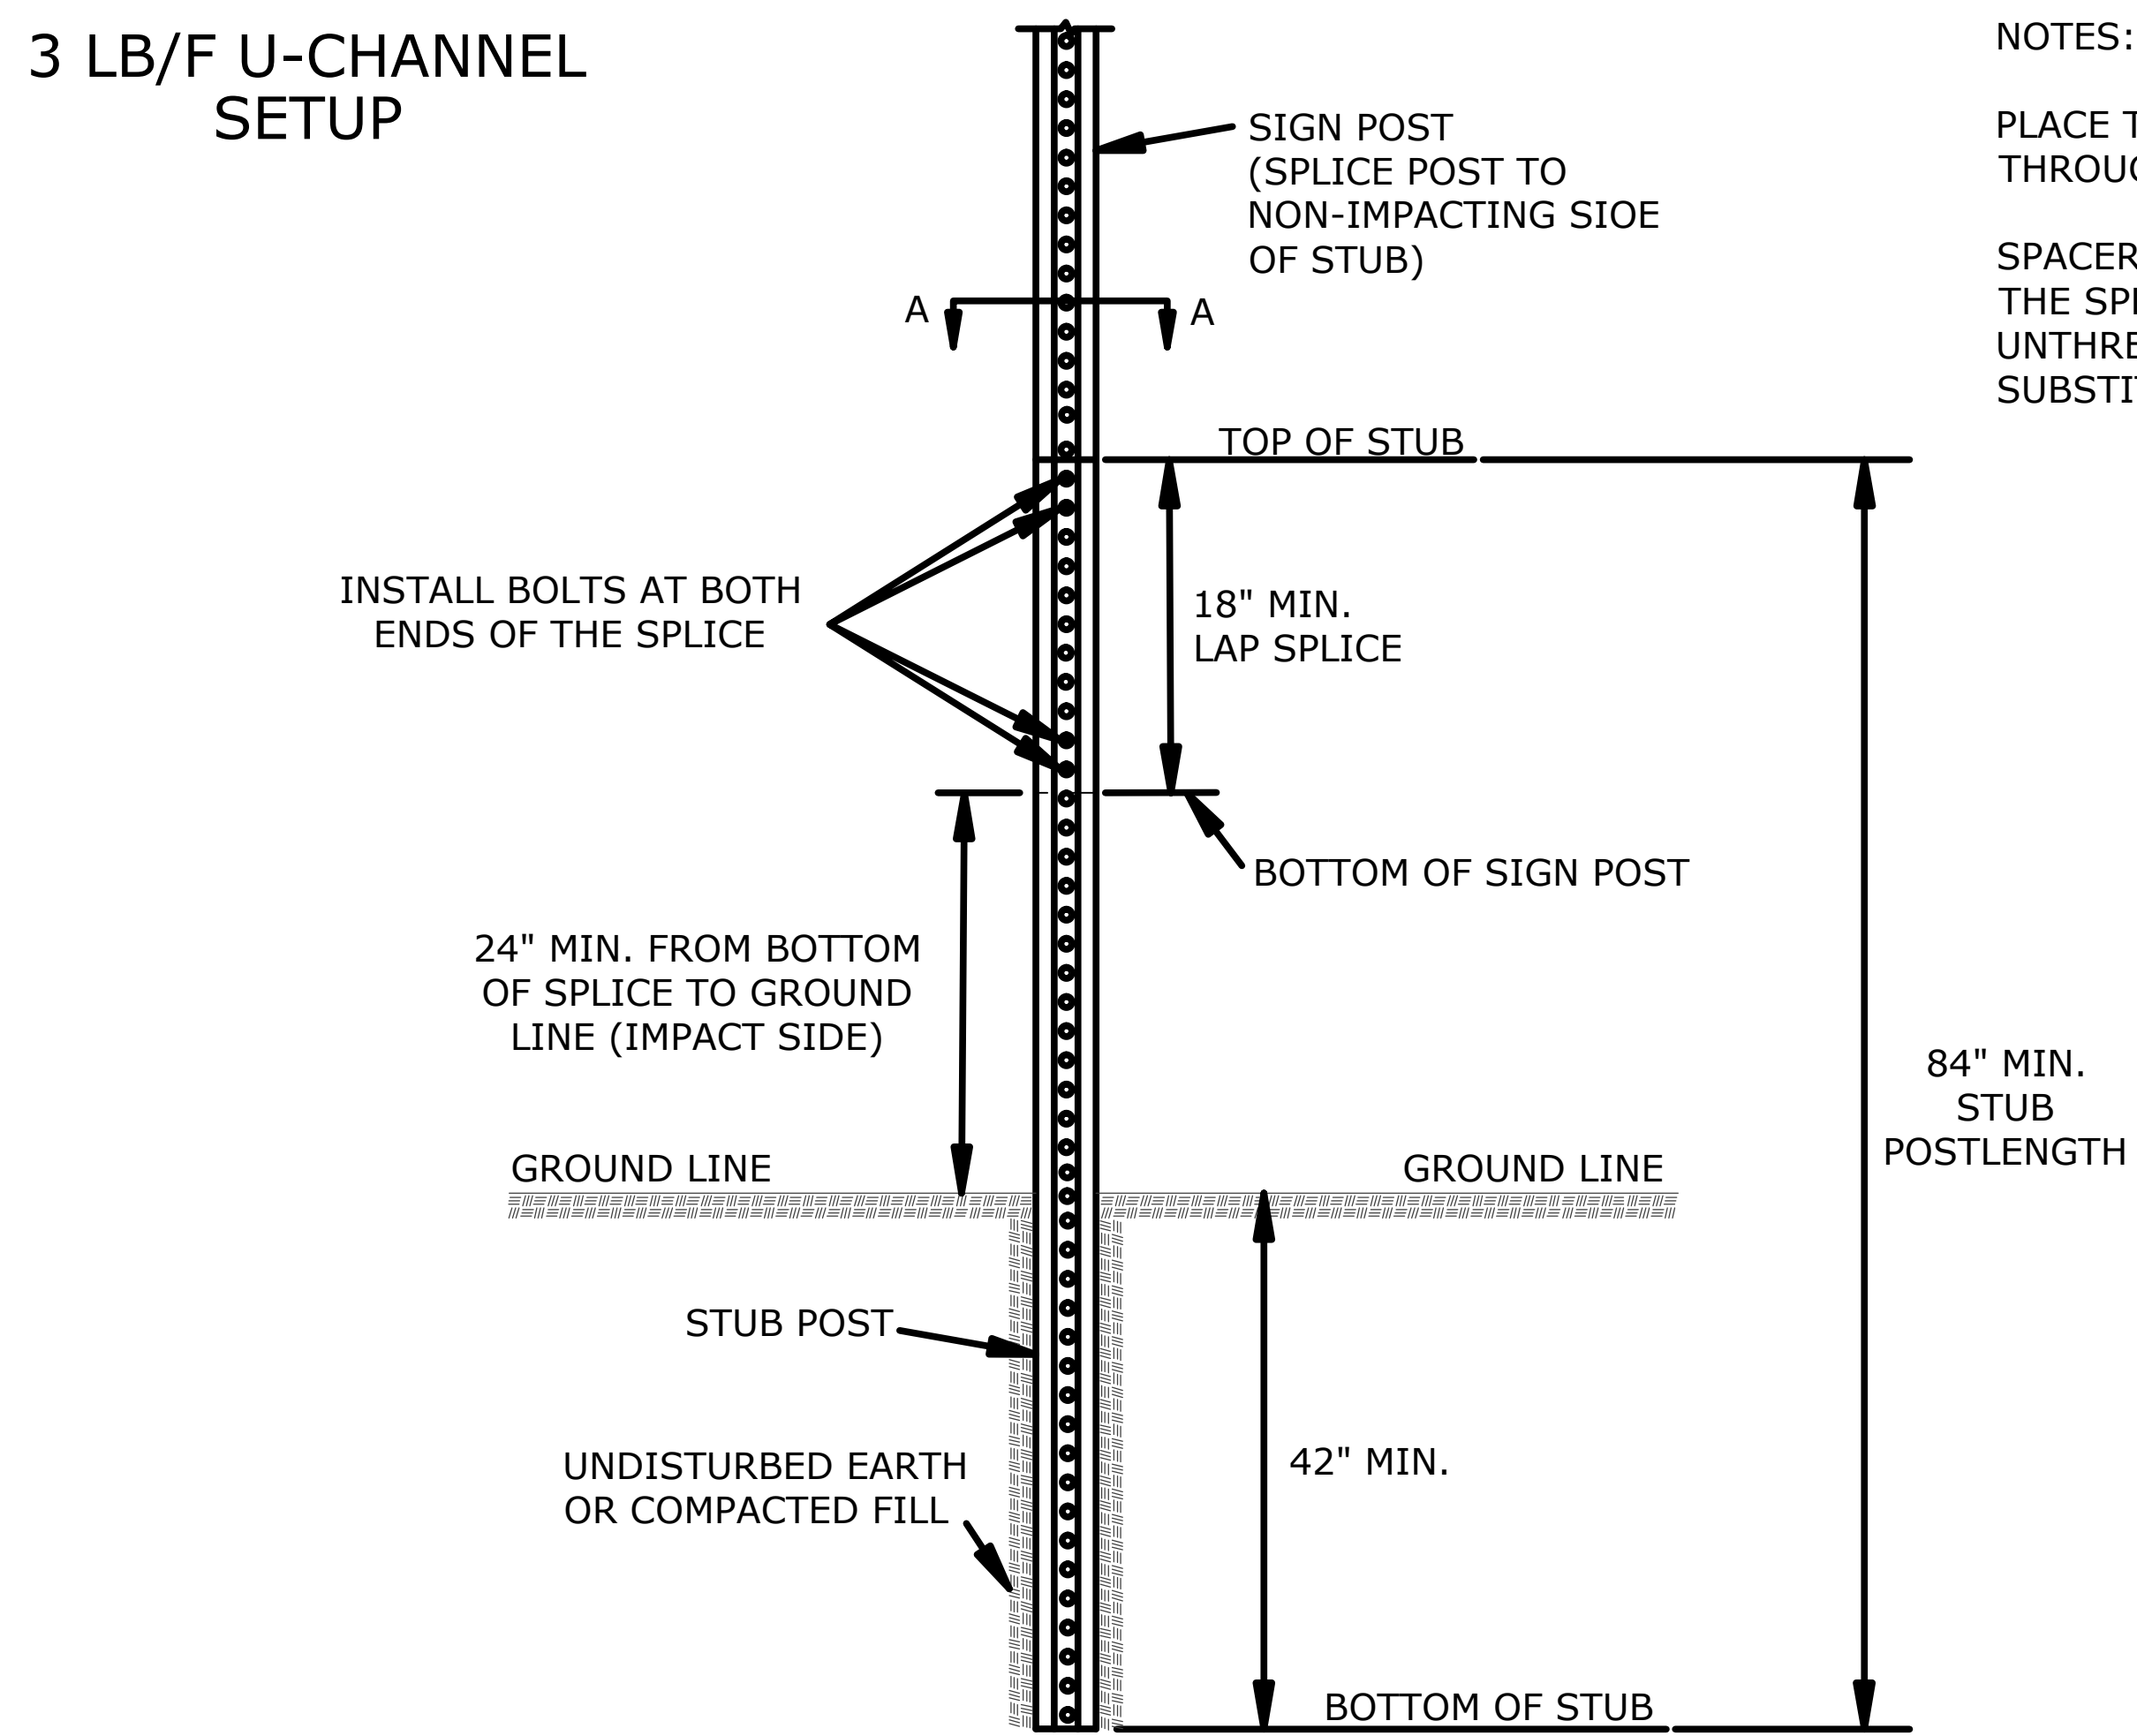 3 LB/F U-CHANNEL
SETUP
NOTES:
PLACE
SIGN POST
(SPLICE POST TO
NON-IMPACTING SIOE
OF STUB)
A
A
THE
TOP OF STUB
INSTALL BOLTS AT BOTH
ENDS OF THE SPLICE
18" MIN.
LAP SPLICE
BOTTOM OF SIGN POST
24" MIN. FROM BOTTOM
OF SPLICE TO GROUND
LINE (IMPACT SIDE)
84" MIN.
STUB
POSTLENGTH
GROUND LINE
GROUND LINE
STUB POST
UNDISTURBED EARTH
OR COMPACTED FILL
42" MIN.
BOTTOM OF STUB